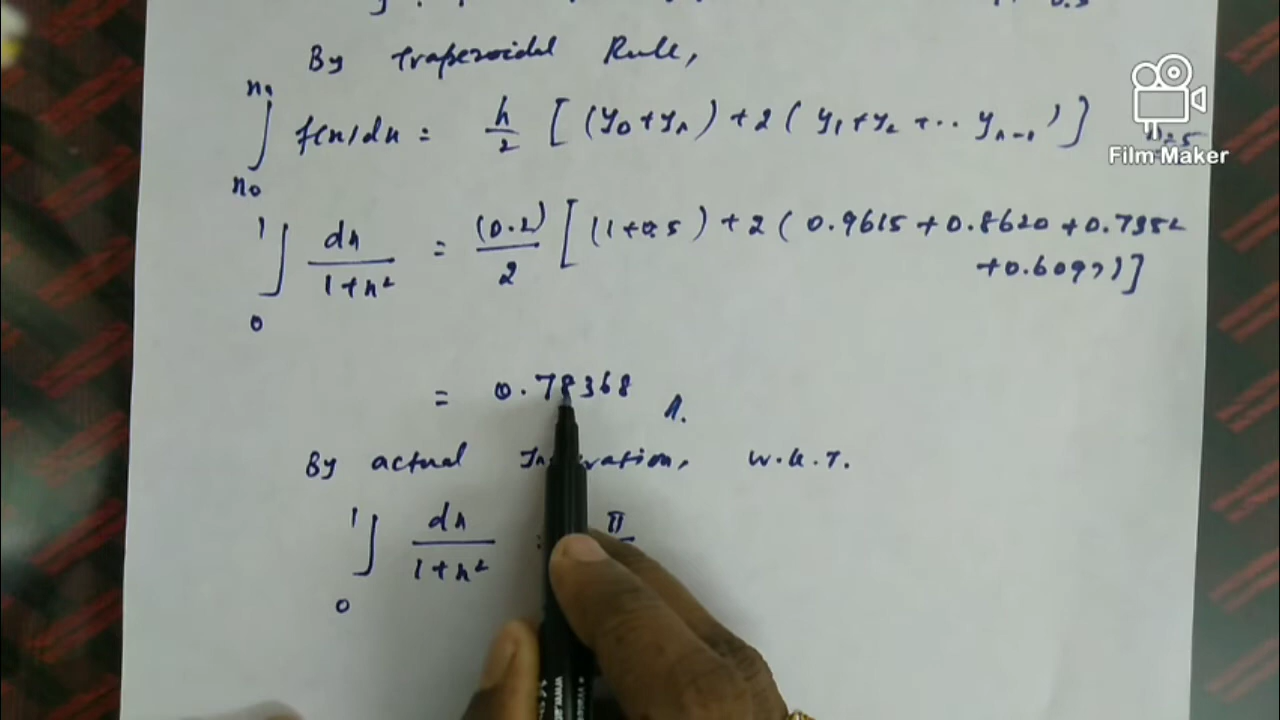 By Trapezoidal Rule,
∫ f(x)dx = h/2 [ (y0+yn) + 2 ( y1+y2 +... yn-1 ) ]
xn
x0
Film Maker
∫ dx/(1+x²) = (0.2)/2 [ (1+0.5) + 2 ( 0.9615 + 0.8620 + 0.7352
1
0
+0.6097)]
= 0.78368
By actual W.K.T.
∫ dx/(1+x²) = π
1
0